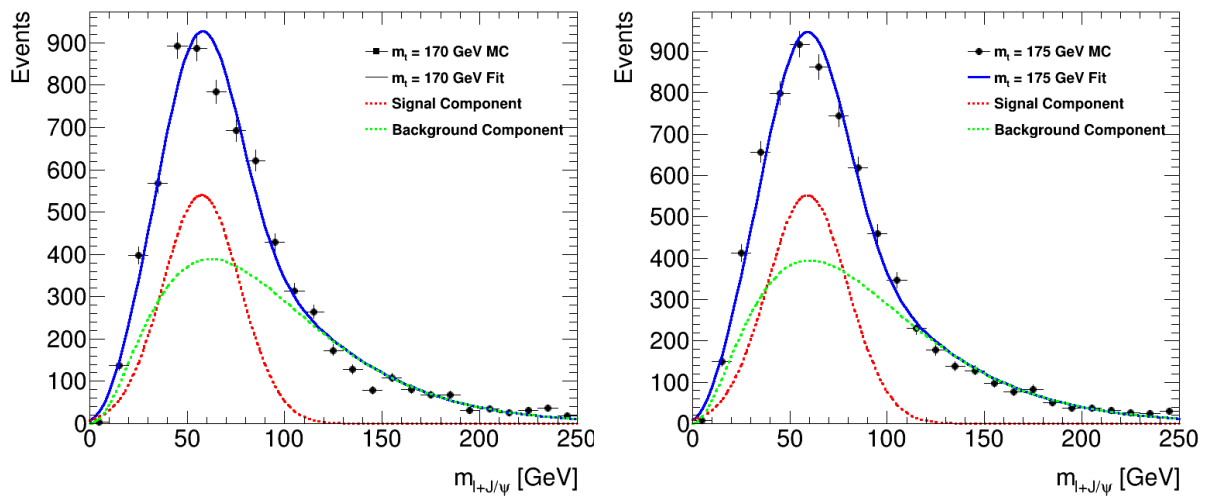 Events
900
800
700
600
500
400
300
200
100
0
m_t = 170 GeV MC
m_t = 170 GeV Fit
Signal Component
Background Component
0 50 100 150 200 250
m_l+J/ψ [GeV]
Events
900
800
700
600
500
400
300
200
100
0
m_t = 175 GeV MC
m_t = 175 GeV Fit
Signal Component
Background Component
0 50 100 150 200 250
m_l+J/ψ [GeV]